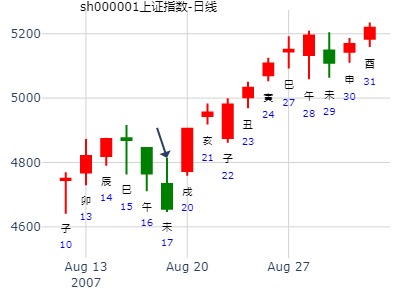 sh000001上证指数-日线
5200
5000
4800
4600
子
10
卯
13
辰
14
巳
15
午
16
未
17
戌
20
亥
21
子
22
丑
23
寅
24
巳
27
午
28
未
29
申
30
酉
31
Aug 13
2007
Aug 20
Aug 27